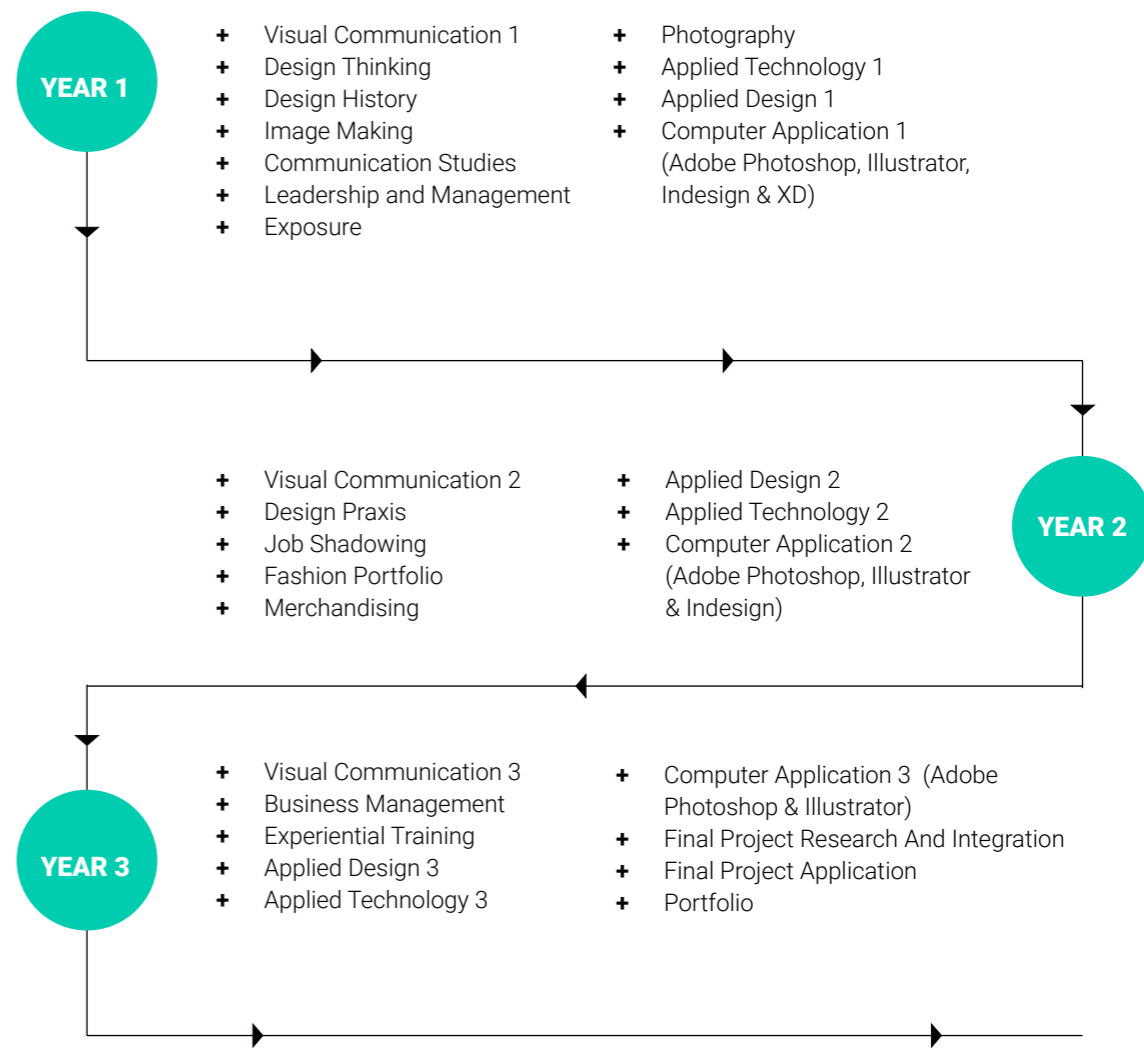 YEAR 1
+ Visual Communication 1
+ Design Thinking
+ Design History
+ Image Making
+ Communication Studies
+ Leadership and Management
+ Exposure
+ Photography
+ Applied Technology 1
+ Applied Design 1
+ Computer Application 1
(Adobe Photoshop, Illustrator,
Indesign & XD)
+ Visual Communication 2
+ Design Praxis
+ Job Shadowing
+ Fashion Portfolio
+ Merchandising
+ Applied Design 2
+ Applied Technology 2
+ Computer Application 2
(Adobe Photoshop, Illustrator
& Indesign)
YEAR 2
YEAR 3
+ Visual Communication 3
+ Business Management
+ Experiential Training
+ Applied Design 3
+ Applied Technology 3
+ Computer Application 3 (Adobe
Photoshop & Illustrator)
+ Final Project Research And Integration
+ Final Project Application
+ Portfolio